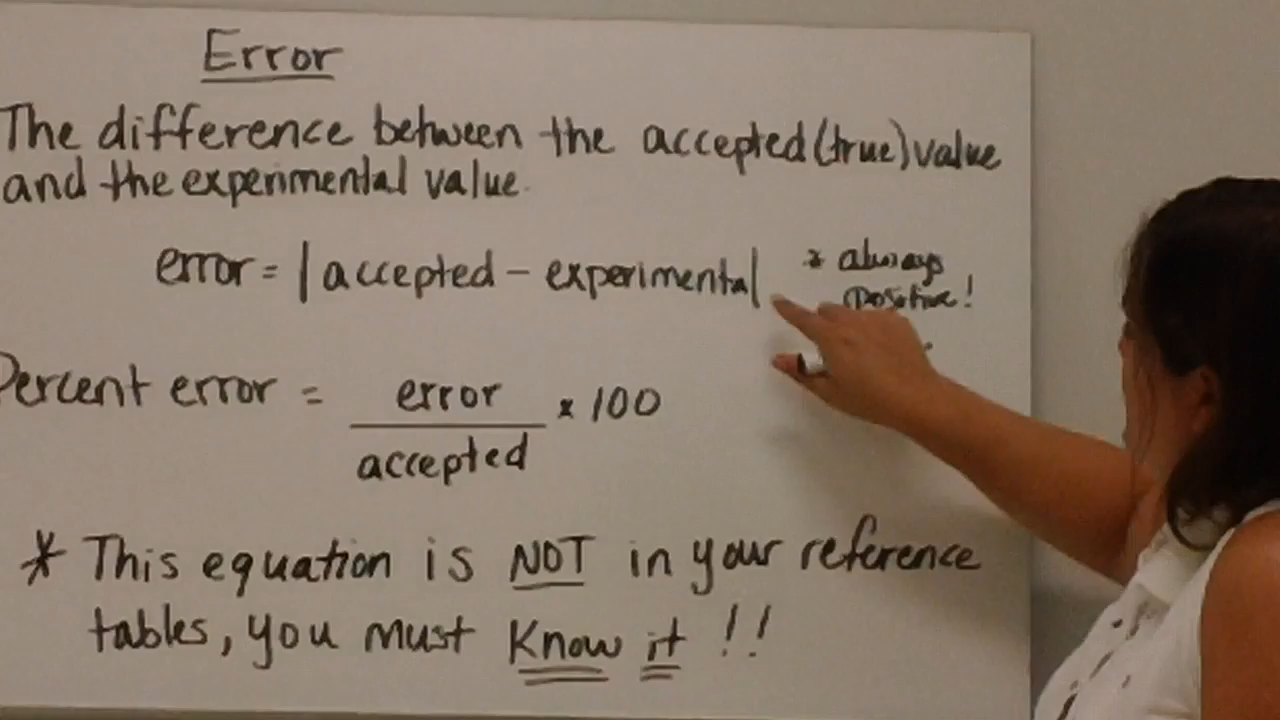 Error
The difference between the accepted (true) value
and the experimental value.
error = | accepted - experimental | * always
positive!
Percent error = error
accepted
× 100
* This equation is NOT in your reference
tables, you must Know it !!